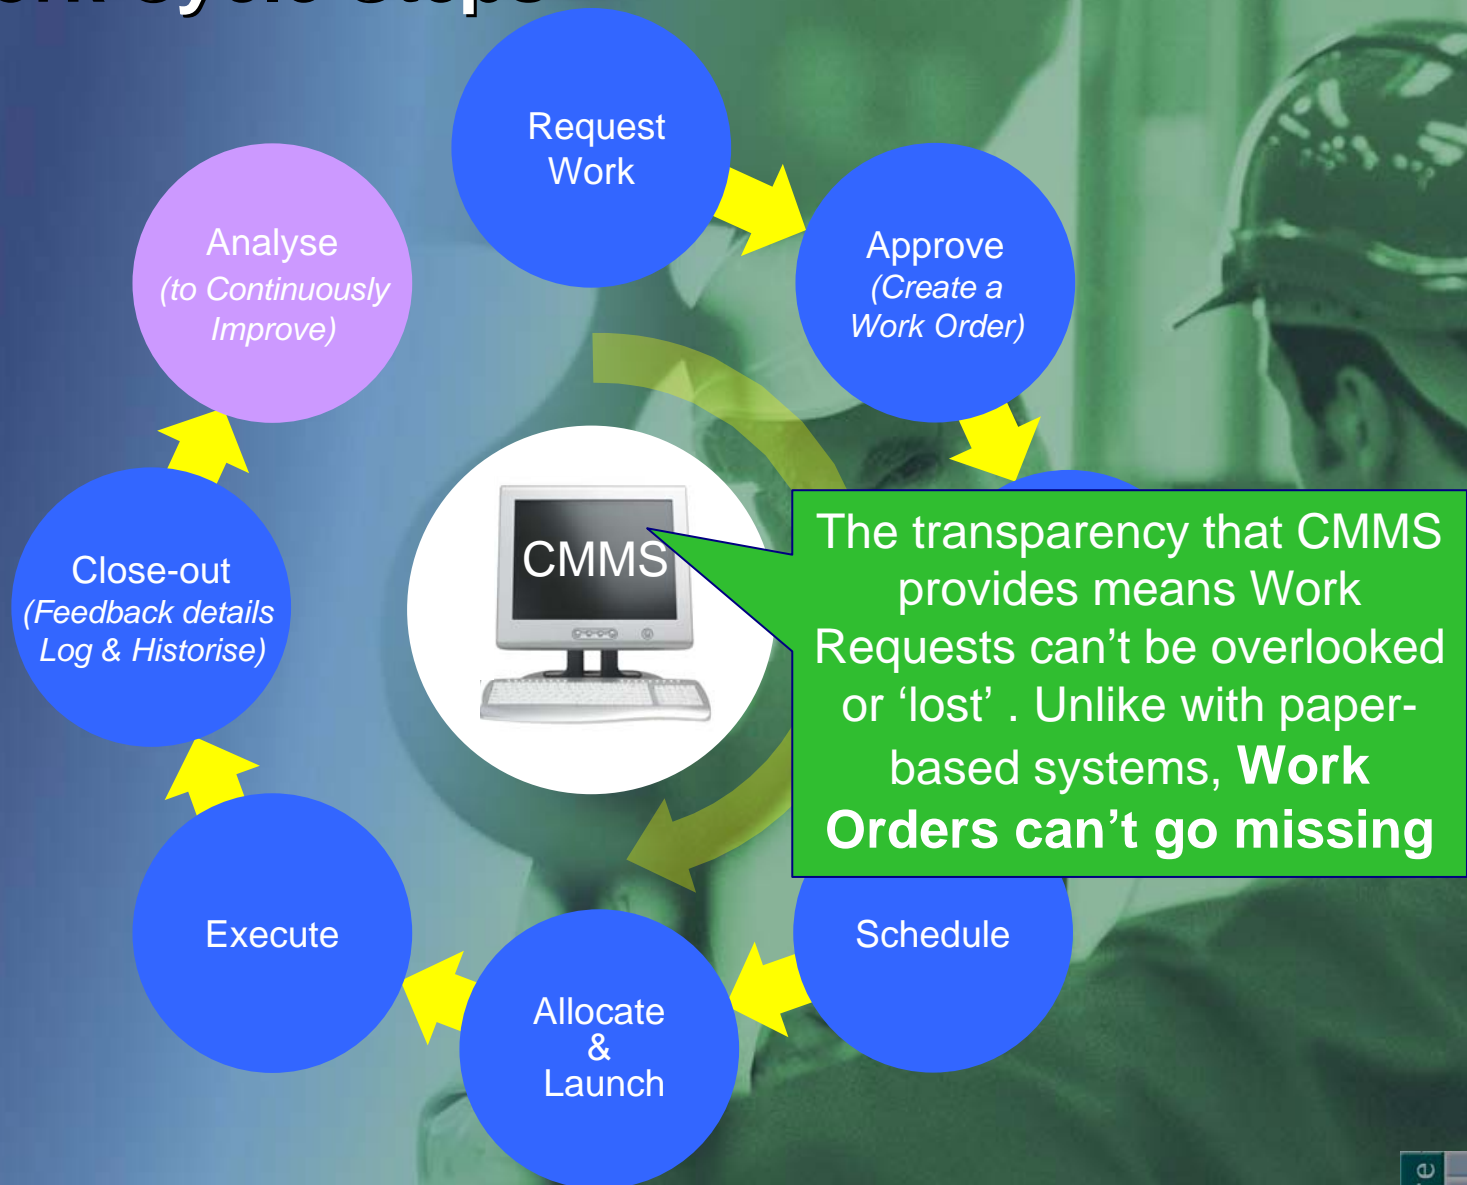 Cycle Steps
Request
Work
Approve
(Create a
Work Order)
Analyse
(to Continuously
Improve)
CMMS
The transparency that CMMS
provides means Work
Requests can’t be overlooked
or ‘lost’ . Unlike with paper-
based systems, Work
Orders can’t go missing
Close-out
(Feedback details
Log & Historise)
Schedule
Execute
Allocate
&
Launch